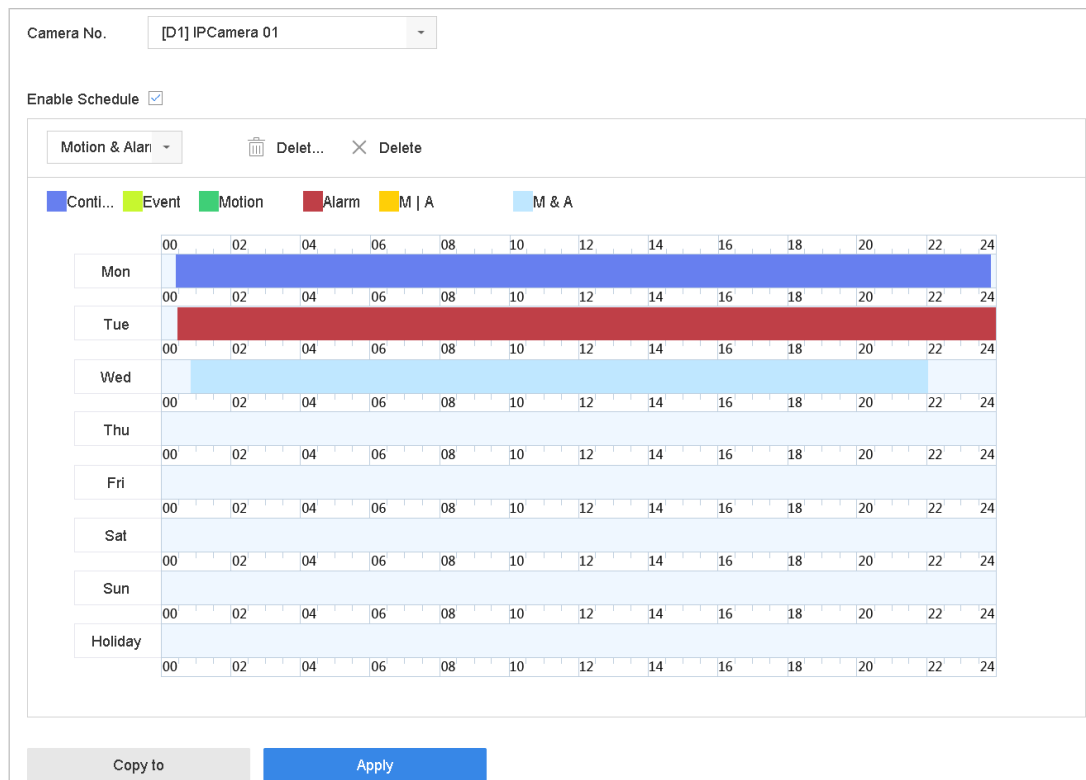 Camera No. [D1] IPCamera 01
Enable Schedule
Motion & Alar Delet... Delete
Conti... Event Motion Alarm M | A M & A
00 02 04 06 08 10 12 14 16 18 20 22 24
Mon
00 02 04 06 08 10 12 14 16 18 20 22 24
Tue
00 02 04 06 08 10 12 14 16 18 20 22 24
Wed
00 02 04 06 08 10 12 14 16 18 20 22 24
Thu
00 02 04 06 08 10 12 14 16 18 20 22 24
Fri
00 02 04 06 08 10 12 14 16 18 20 22 24
Sat
00 02 04 06 08 10 12 14 16 18 20 22 24
Sun
00 02 04 06 08 10 12 14 16 18 20 22 24
Holiday
00 02 04 06 08 10 12 14 16 18 20 22 24
Copy to Apply